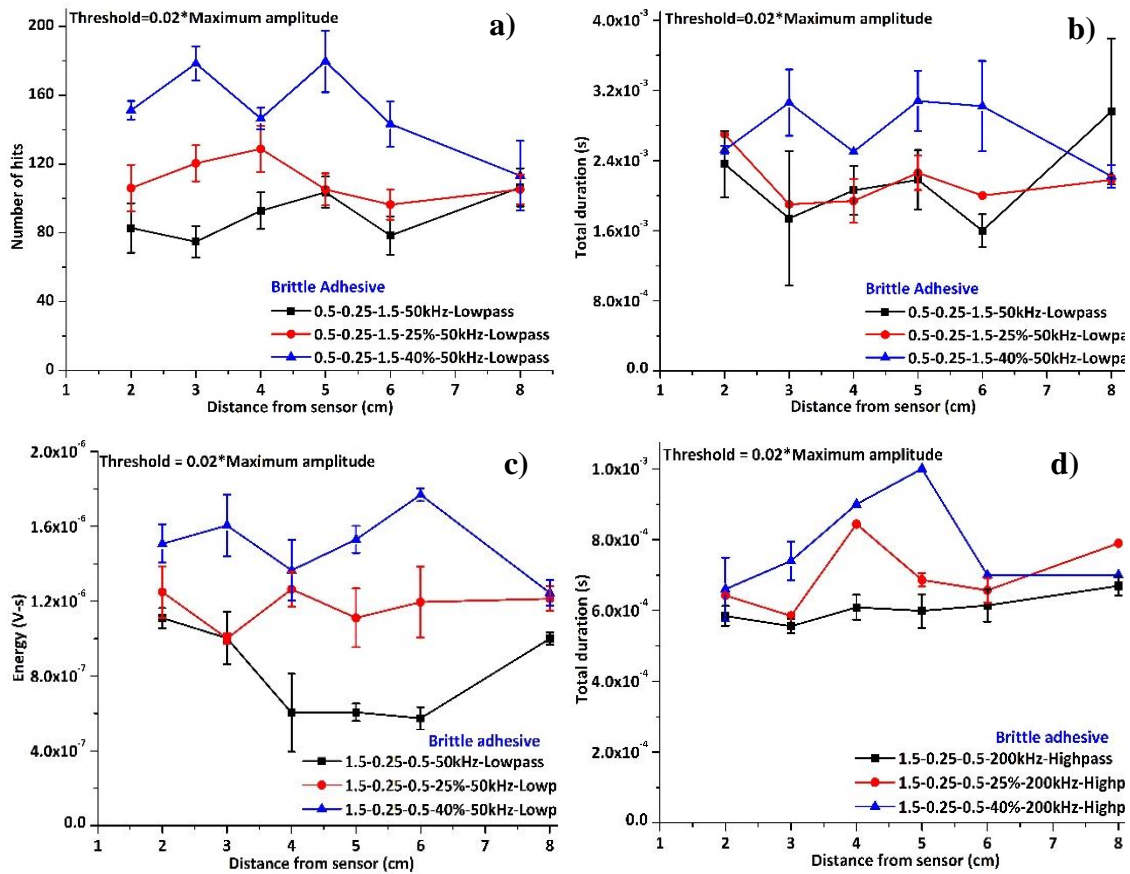 Threshold=0.02*Maximum amplitude
a)
200
160
120
80
40
0
Number of hits
Brittle Adhesive
0.5-0.25-1.5-50kHz-Lowpass
0.5-0.25-1.5-25%-50kHz-Lowpass
0.5-0.25-1.5-40%-50kHz-Lowpass
1 2 3 4 5 6 7 8
Distance from sensor (cm)
Threshold=0.02*Maximum amplitude
b)
4.0x10⁻³
3.2x10⁻³
2.4x10⁻³
1.6x10⁻³
8.0x10⁻⁴
0.0
Total duration (s)
Brittle Adhesive
0.5-0.25-1.5-50kHz-Lowpass
0.5-0.25-1.5-25%-50kHz-Lowpa
0.5-0.25-1.5-40%-50kHz-Lowpa
1 2 3 4 5 6 7 8
Distance from sensor (cm)
Threshold = 0.02*Maximum amplitude
c)
2.0x10⁻⁶
1.6x10⁻⁶
1.2x10⁻⁶
8.0x10⁻⁷
4.0x10⁻⁷
0.0
Energy (V-s)
Brittle adhesive
1.5-0.25-0.5-50kHz-Lowpass
1.5-0.25-0.5-25%-50kHz-Lowp
1.5-0.25-0.5-40%-50kHz-Lowp
1 2 3 4 5 6 7 8
Distance from sensor (cm)
Threshold = 0.02*Maximum amplitude
d)
1.0x10⁻³
8.0x10⁻⁴
6.0x10⁻⁴
4.0x10⁻⁴
2.0x10⁻⁴
0.0
Total duration (s)
Brittle adhesive
1.5-0.25-0.5-200kHz-Highpass
1.5-0.25-0.5-25%-200kHz-Highp
1.5-0.25-0.5-40%-200kHz-Highp
1 2 3 4 5 6 7 8
Distance from sensor (cm)